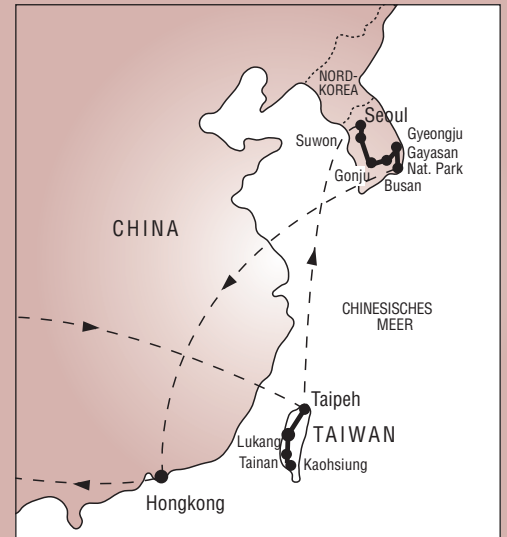 NORD-
KOREA
Seoul
Suwon
Gyeongju
Gayasan
Nat. Park
Gonju
Busan
CHINA
CHINESISCHES
MEER
Taipeh
Lukang
TAIWAN
Tainan
Kaohsiung
Hongkong